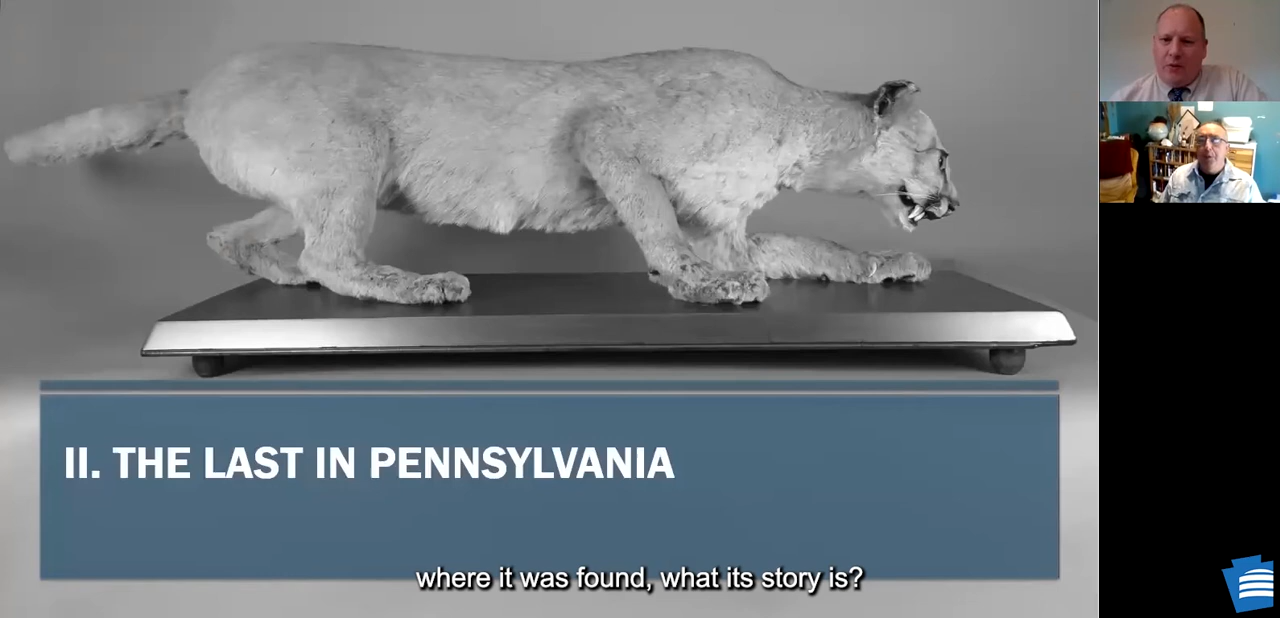 II. THE LAST IN PENNSYLVANIA
where it was found, what its story is?